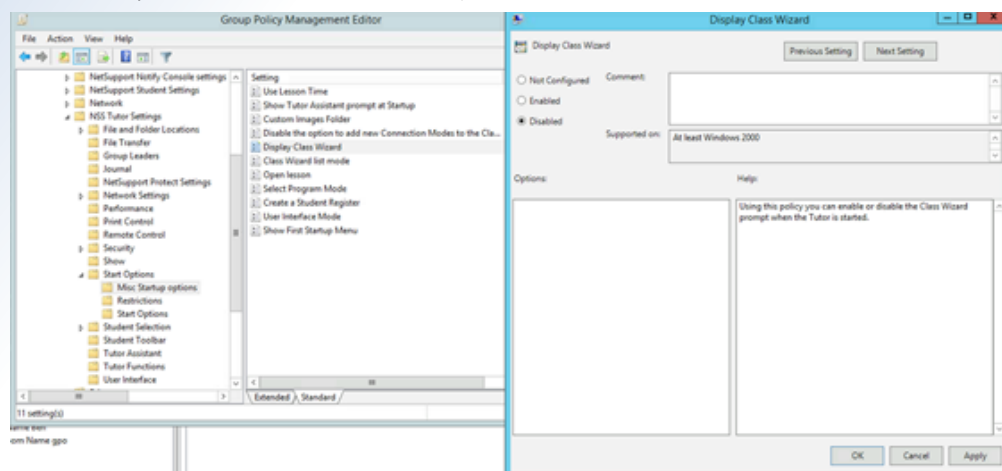 Group Policy Management Editor
File Action View Help
NetSupport Notify Console settings
NetSupport Student Settings
Network
NSS Tutor Settings
File and Folder Locations
File Transfer
Group Leaders
Journal
NetSupport Protect Settings
Network Settings
Performance
Print Control
Remote Control
Security
Show
Start Options
Misc Startup options
Restrictions
Start Options
Student Selection
Student Toolbar
Tutor Assistant
Tutor Functions
User Interface
Setting
Use Lesson Time
Show Tutor Assistant prompt at Startup
Custom Images Folder
Disable the option to add new Connection Modes to the Cla...
Display Class Wizard
Class Wizard list mode
Open lesson
Select Program Mode
Create a Student Register
User Interface Mode
Show First Startup Menu
Extended Standard
11 setting(s)
om Name gpo
Display Class Wizard
Display Class Wizard
Previous Setting Next Setting
Not Configured Comment:
Enabled
Disabled
Supported on: At least Windows 2000
Options: Help:
Using this policy you can enable or disable the Class Wizard
prompt when the Tutor is started.
OK Cancel Apply